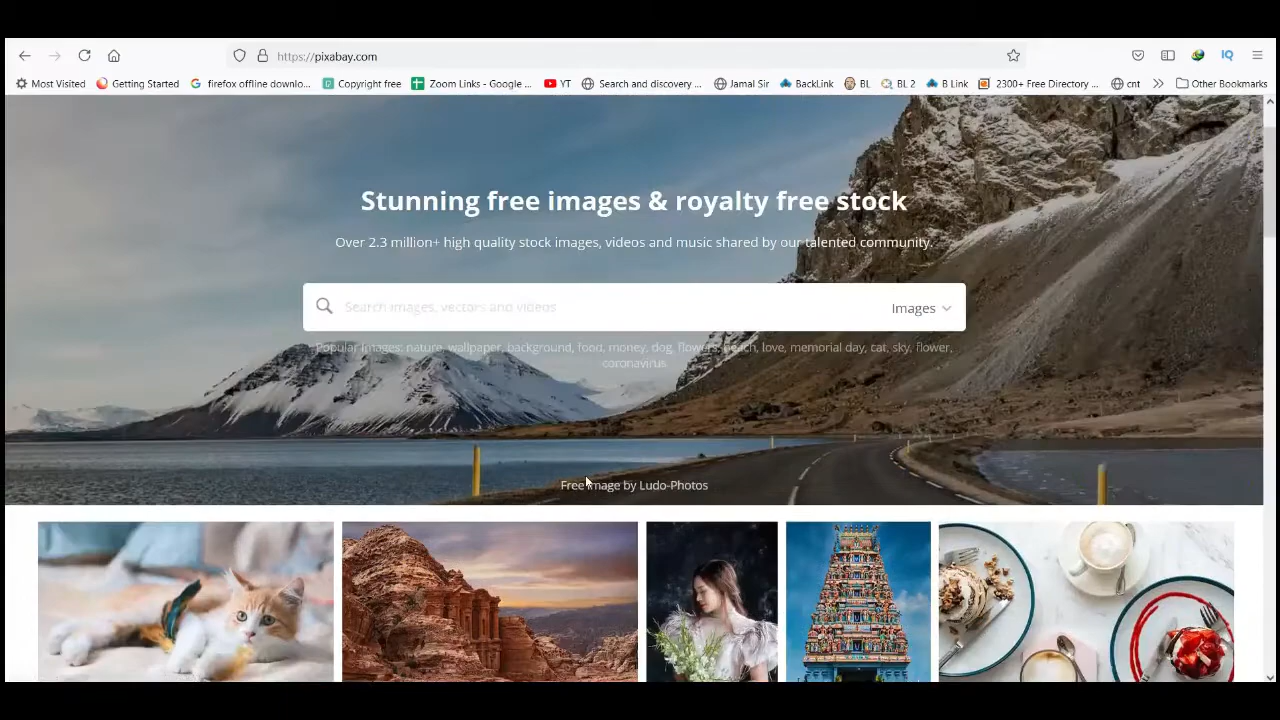 https://pixabay.com
Most Visited Getting Started firefox offline downlo... Copyright free Zoom Links - Google ... YT Search and discovery ... Jamal Sir BackLink BL BL 2 B Link 2300+ Free Directory ... cnt Other Bookmarks
Stunning free images & royalty free stock
Over 2.3 million+ high quality stock images, videos and music shared by our talented community.
Search images, vectors and videos Images
Popular Images: nature, wallpaper, background, food, money, dog, flowers, beach, love, memorial day, cat, sky, flower,
coronavirus
Free image by Ludo-Photos